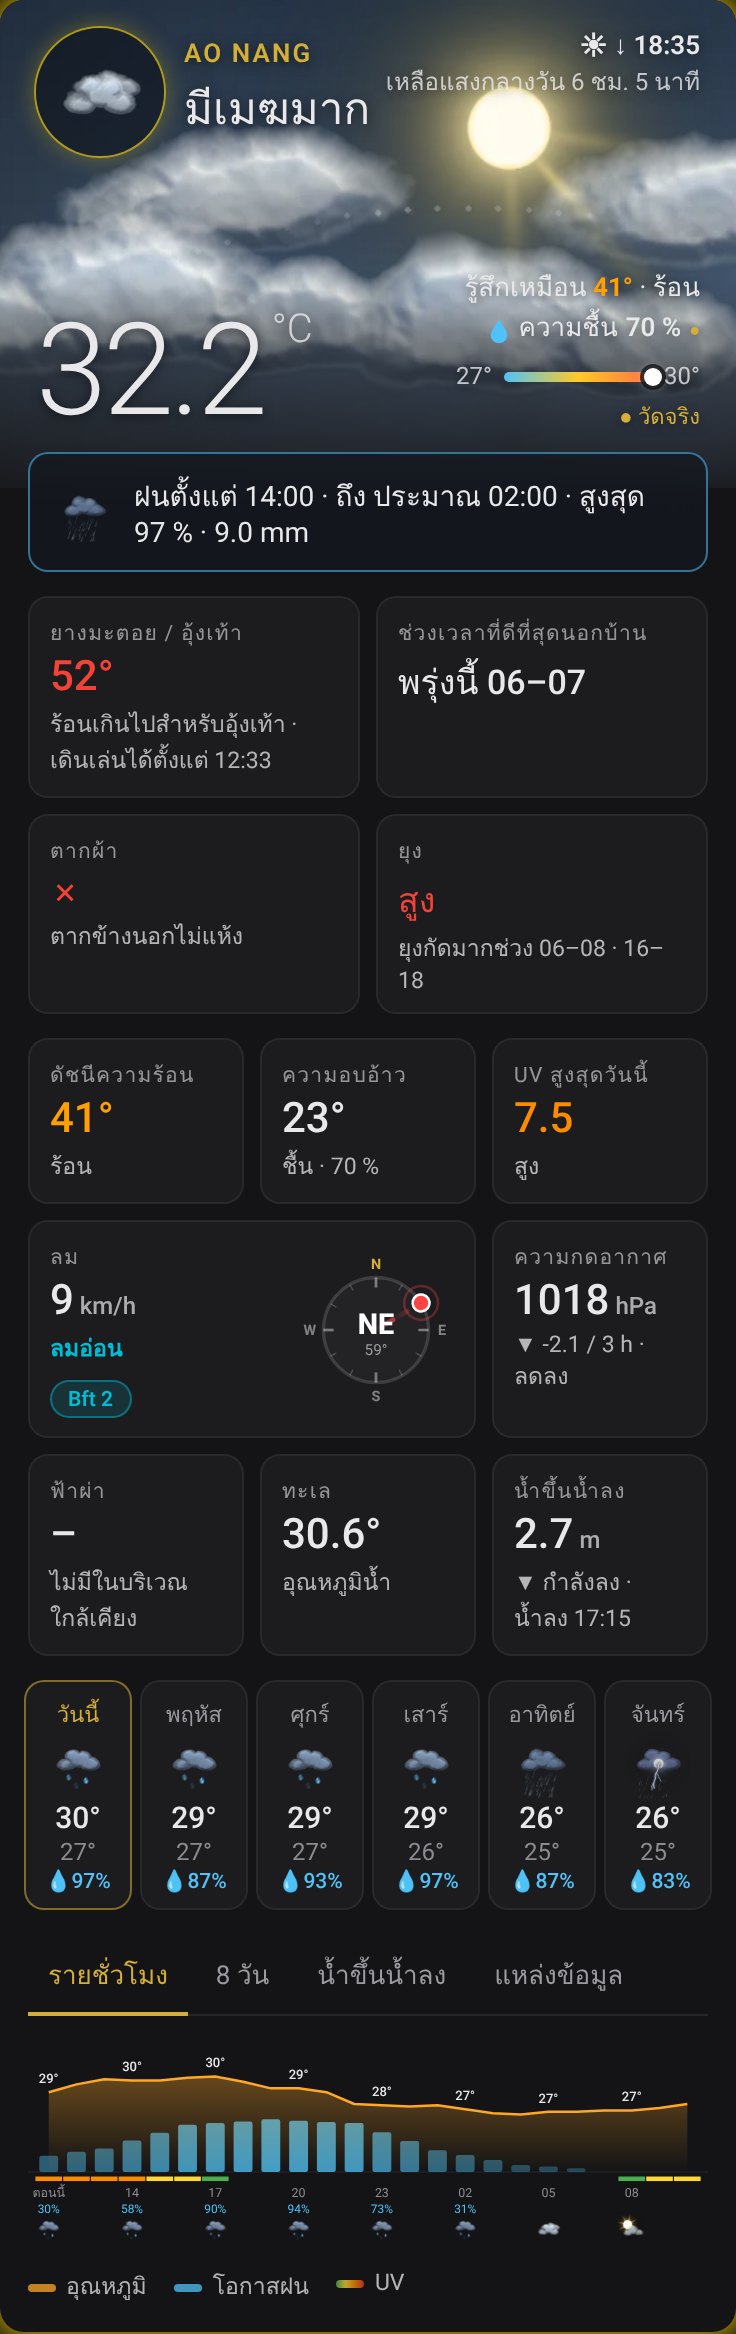 AO NANG
มีเมฆมาก
☀ ↓ 18:35
เหลือแสงกลางวัน 6 ชม. 5 นาที
รู้สึกเหมือน 41° · ร้อน
ความชื้น 70 %
32.2 °C
27° 30°
วัดจริง
ฝนตั้งแต่ 14:00 · ถึง ประมาณ 02:00 · สูงสุด
97 % · 9.0 mm
ยางมะตอย / อุ้งเท้า
52°
ร้อนเกินไปสำหรับอุ้งเท้า ·
เดินเล่นได้ตั้งแต่ 12:33
ช่วงเวลาที่ดีที่สุดนอกบ้าน
พรุ่งนี้ 06–07
ตากผ้า
×
ตากข้างนอกไม่แห้ง
ยุง
สูง
ยุงกัดมากช่วง 06–08 · 16–
18
ดัชนีความร้อน
41°
ร้อน
ความอบอ้าว
23°
ชื้น · 70 %
UV สูงสุดวันนี้
7.5
สูง
ลม
9 km/h
ลมอ่อน
Bft 2
N
W NE E
59°
S
ความกดอากาศ
1018 hPa
▼ -2.1 / 3 h ·
ลดลง
ฟ้าผ่า
–
ไม่มีในบริเวณ
ใกล้เคียง
ทะเล
30.6°
อุณหภูมิน้ำ
น้ำขึ้นน้ำลง
2.7 m
▼ กำลังลง ·
น้ำลง 17:15
วันนี้ พฤหัส ศุกร์ เสาร์ อาทิตย์ จันทร์
30° 29° 29° 29° 26° 26°
27° 27° 27° 26° 25° 25°
97% 87% 93% 97% 87% 83%
รายชั่วโมง 8 วัน น้ำขึ้นน้ำลง แหล่งข้อมูล
29° 30° 30° 29° 28° 27° 27° 27°
ตอนนี้ 14 17 20 23 02 05 08
30% 58% 90% 94% 73% 31%
อุณหภูมิ โอกาสฝน UV